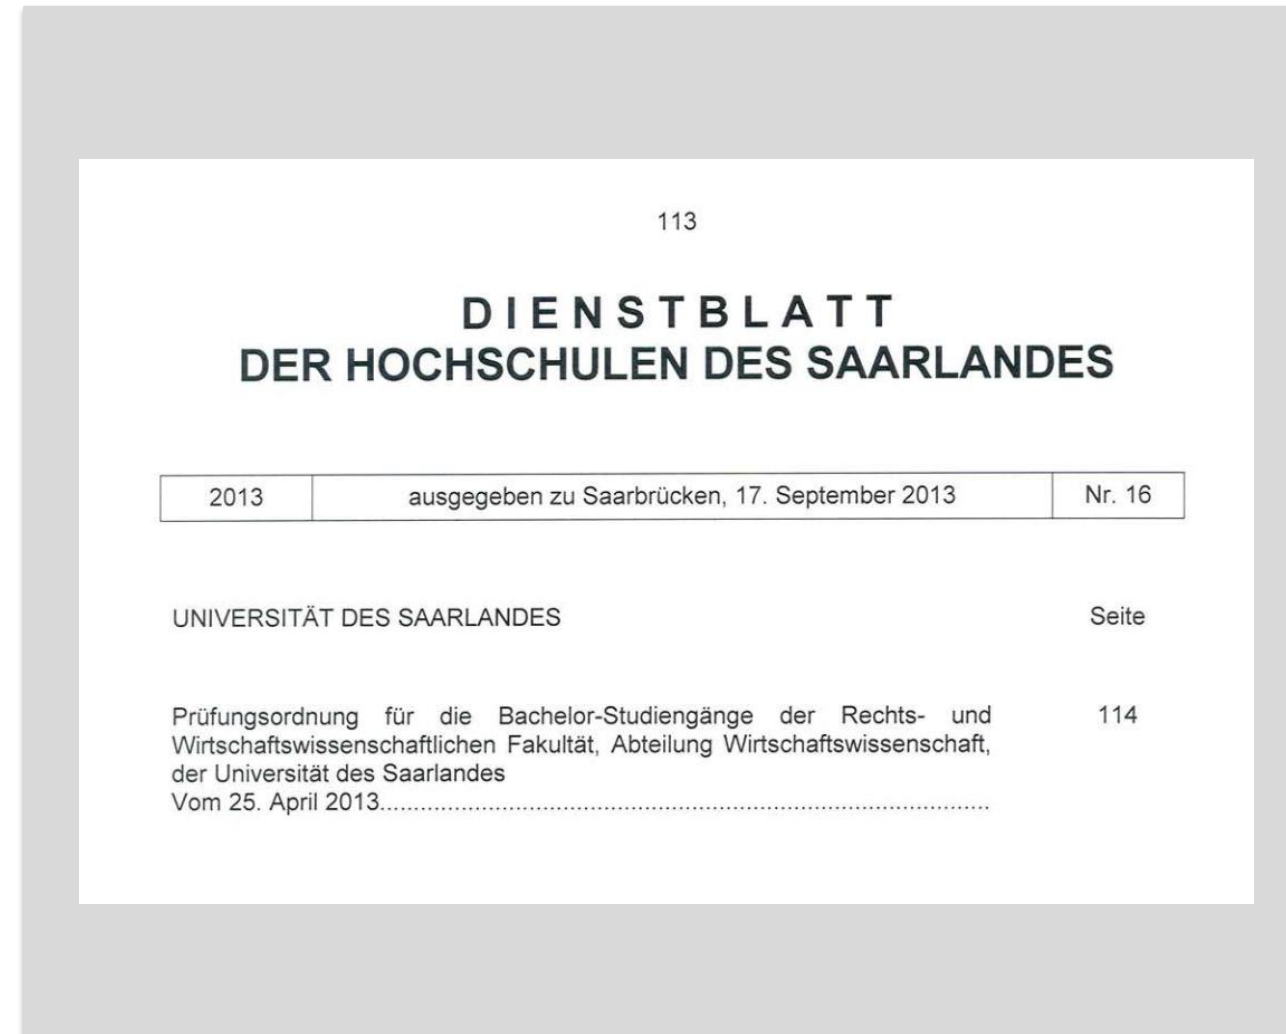 113
DIENSTBLATT
DER HOCHSCHULEN DES SAARLANDES
2013 ausgegeben zu Saarbrücken, 17. September 2013 Nr. 16
UNIVERSITÄT DES SAARLANDES Seite
Prüfungsordnung für die Bachelor-Studiengänge der Rechts- und 114
Wirtschaftswissenschaftlichen Fakultät, Abteilung Wirtschaftswissenschaft,
der Universität des Saarlandes
Vom 25. April 2013..........................................................................................